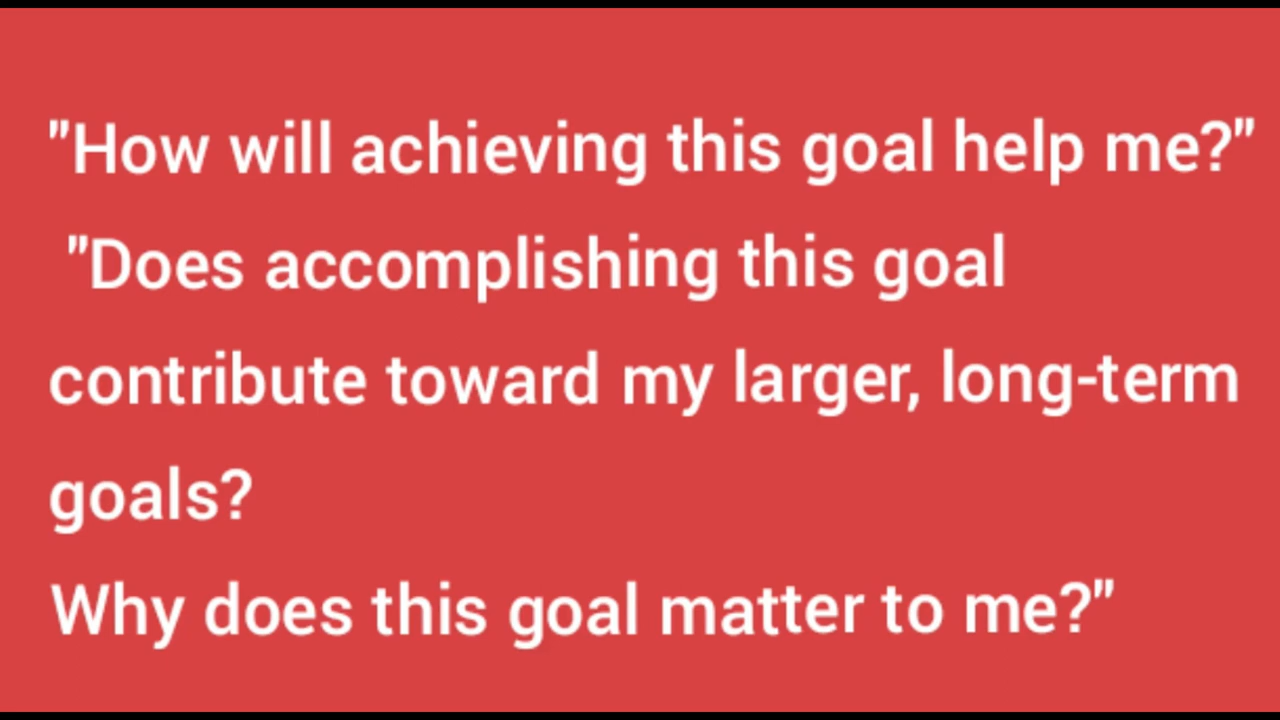 "How will achieving this goal help me?"
"Does accomplishing this goal
contribute toward my larger, long-term
goals?
Why does this goal matter to me?"